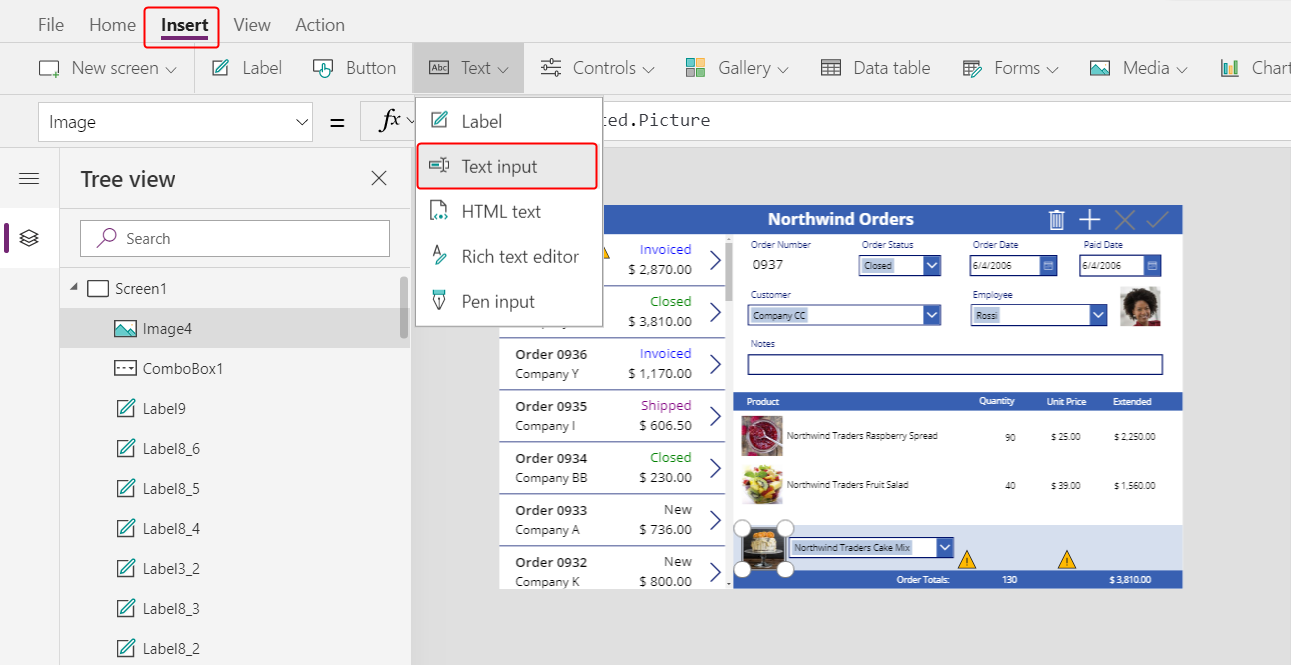 File Home Insert View Action
New screen Label Button Abc Text Controls Gallery Data table Forms Media Chart
Image = fx ted.Picture
Label
Text input
HTML text
Rich text editor
Pen input
Tree view
Search
Screen1
Image4
ComboBox1
Label9
Label8_6
Label8_5
Label8_4
Label3_2
Label8_3
Label8_2
Northwind Orders
Invoiced
$ 2,870.00
Closed
$ 3,810.00
Order 0936 Invoiced
Company Y $ 1,170.00
Order 0935 Shipped
Company I $ 606.50
Order 0934 Closed
Company BB $ 230.00
Order 0933 New
Company A $ 736.00
Order 0932 New
Company K $ 800.00
Order Number Order Status Order Date Paid Date
0937 Closed 6/4/2006 6/4/2006
Customer Employee
Company CC Rossi
Notes
Product Quantity Unit Price Extended
Northwind Traders Raspberry Spread 90 $ 25.00 $ 2,250.00
Northwind Traders Fruit Salad 40 $ 39.00 $ 1,560.00
Northwind Traders Cake Mix
Order Totals: 130 $ 3,810.00